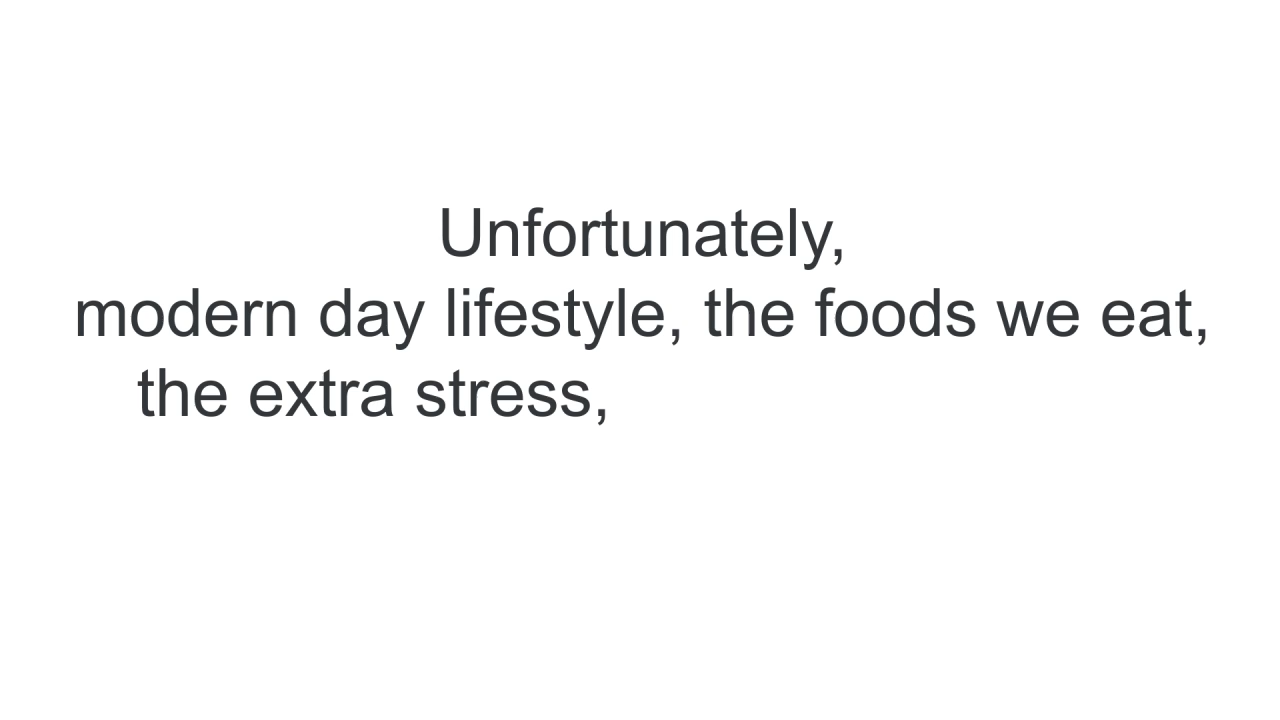 Unfortunately,
modern day lifestyle, the foods we eat,
the extra stress,